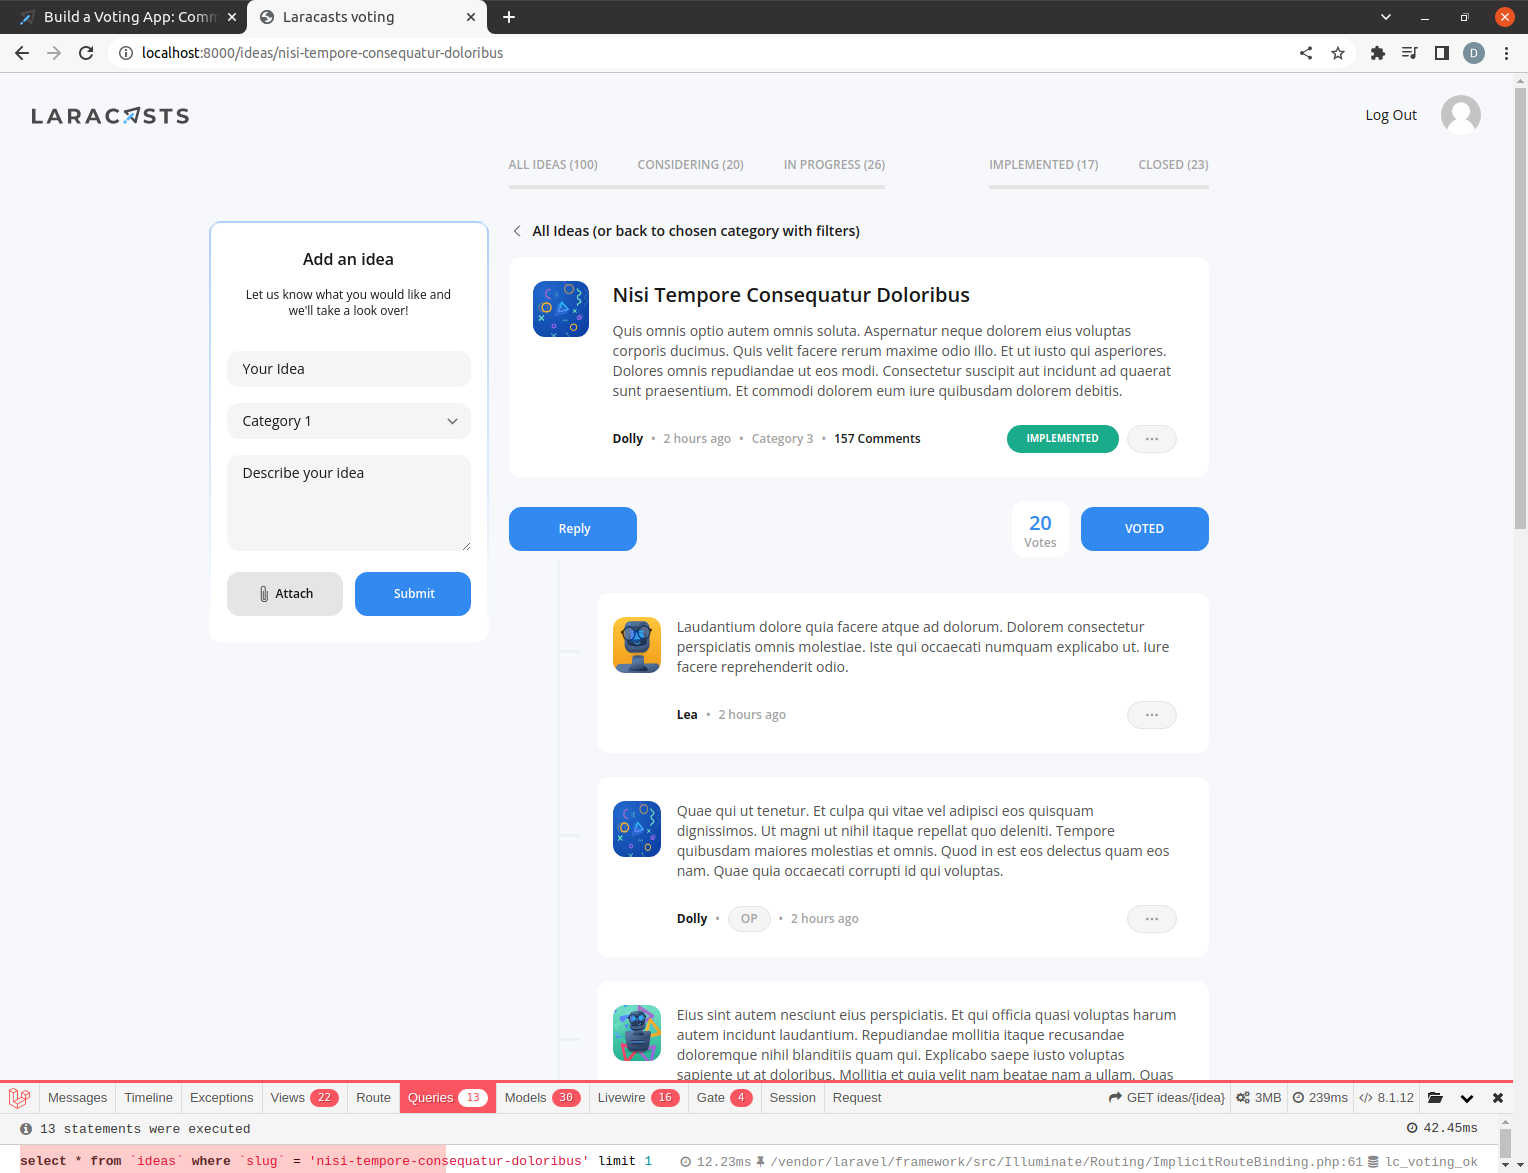 Build a Voting App: Comm
Laracasts voting
localhost:8000/ideas/nisi-tempore-consequatur-doloribus
D
LARACASTS
Log Out
ALL IDEAS (100) CONSIDERING (20) IN PROGRESS (26) IMPLEMENTED (17) CLOSED (23)
Add an idea
Let us know what you would like and
we'll take a look over!
Your Idea
Category 1
Describe your idea
Attach Submit
All Ideas (or back to chosen category with filters)
Nisi Tempore Consequatur Doloribus
Quis omnis optio autem omnis soluta. Aspernatur neque dolorem eius voluptas
corporis ducimus. Quis velit facere rerum maxime odio illo. Et ut iusto qui asperiores.
Dolores omnis repudiandae ut eos modi. Consectetur suscipit aut incidunt ad quaerat
sunt praesentium. Et commodi dolorem eum iure quibusdam dolorem debitis.
Dolly • 2 hours ago • Category 3 • 157 Comments IMPLEMENTED ...
Reply
20
Votes
VOTED
Laudantium dolore quia facere atque ad dolorum. Dolorem consectetur
perspiciatis omnis molestiae. Iste qui occaecati numquam explicabo ut. Iure
facere reprehenderit odio.
Lea • 2 hours ago ...
Quae qui ut tenetur. Et culpa qui vitae vel adipisci eos quisquam
dignissimos. Ut magni ut nihil itaque repellat quo deleniti. Tempore
quibusdam maiores molestias et omnis. Quod in est eos delectus quam eos
nam. Quae quia occaecati corrupti id qui voluptas.
Dolly • OP • 2 hours ago ...
Eius sint autem nesciunt eius perspiciatis. Et qui officia quasi voluptas harum
autem incidunt laudantium. Repudiandae mollitia itaque recusandae
doloremque nihil blanditiis quam qui. Explicabo saepe iusto voluptas
sapiente ut at doloribus. Mollitia et quia velit nam beatae nam a ullam. Quas
Messages Timeline Exceptions Views 22 Route Queries 13 Models 30 Livewire 16 Gate 4 Session Request GET ideas/{idea} 3MB 239ms </> 8.1.12
13 statements were executed 42.45ms
select * from `ideas` where `slug` = 'nisi-tempore-consequatur-doloribus' limit 1 12.23ms /vendor/laravel/framework/src/Illuminate/Routing/ImplicitRouteBinding.php:61 lc_voting_ok